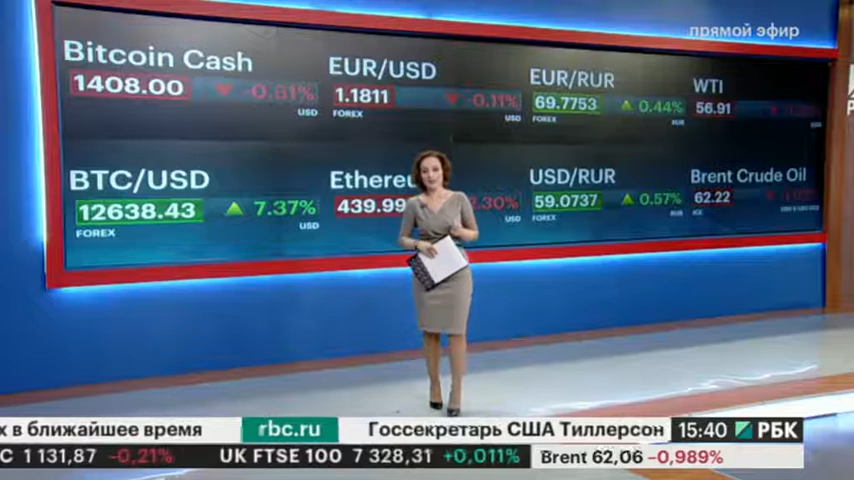 прямой эфир
Bitcoin Cash
1408.00 -0.81%
USD
EUR/USD
1.1811 -0.11%
FOREX USD
EUR/RUR
69.7753 0.44%
FOREX RUR
WTI
56.91
BTC/USD
12638.43 7.37%
FOREX USD
Ethereu
439.99 2.30%
USD
USD/RUR
59.0737 0.57%
FOREX RUR
Brent Crude Oil
62.22
ICE
х в ближайшее время rbc.ru Госсекретарь США Тиллерсон 15:40 РБК
С 1 131,87 -0,21% UK FTSE 100 7 328,31 +0,011% Brent 62,06 -0,989%